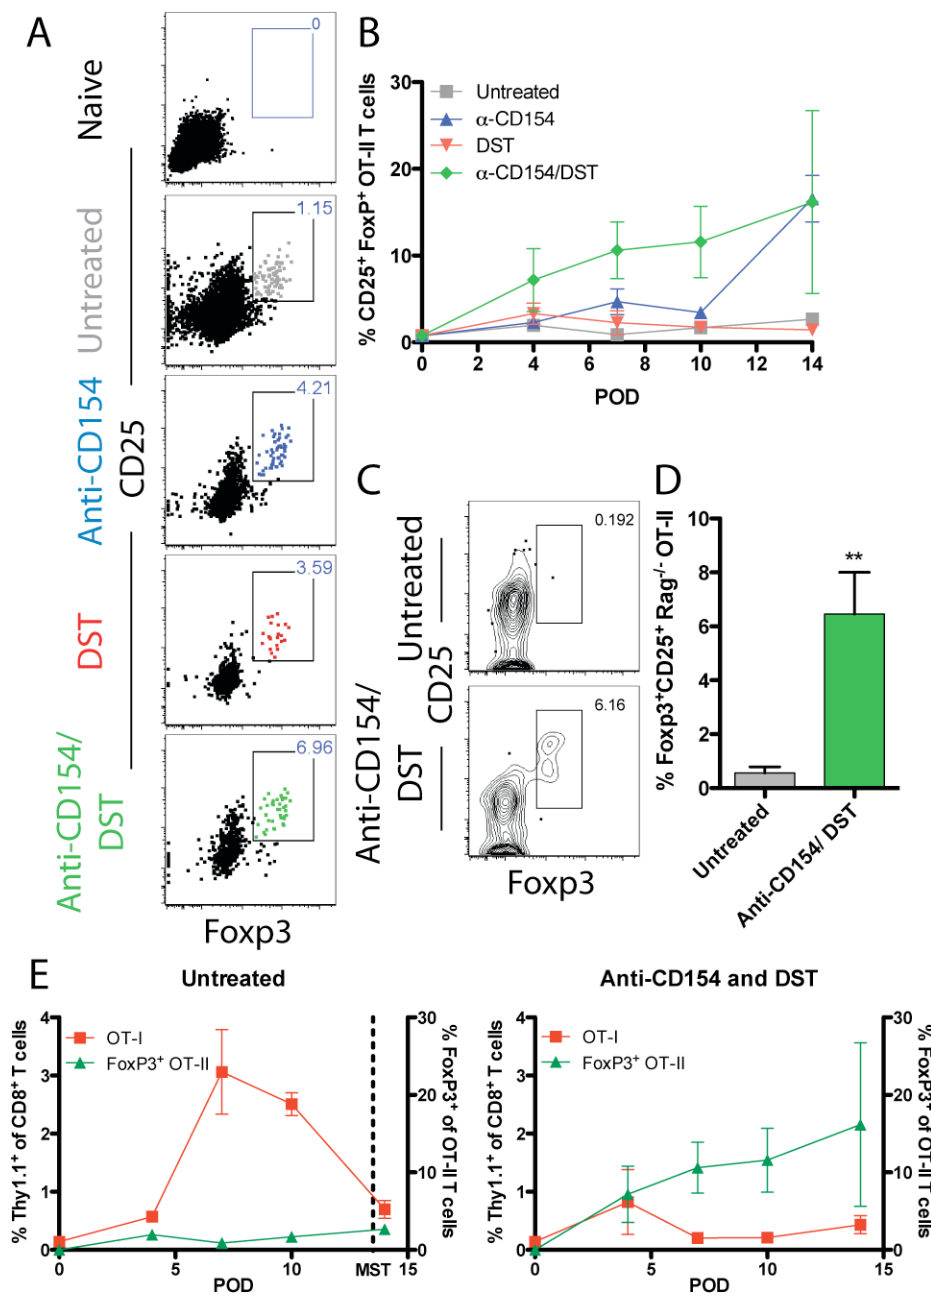 A
Naive
Untreated
Anti-CD154
DST
Anti-CD154/
DST
CD25
0
1.15
4.21
3.59
6.96
Foxp3
B
% CD25+ FoxP+ OT-II T cells
30
20
10
0
Untreated
α-CD154
DST
α-CD154/DST
0 2 4 6 8 10 12 14
POD
C
Untreated
Anti-CD154/
DST
CD25
0.192
6.16
Foxp3
D
% Foxp3+CD25+ Rag-/- OT-II
10
8
6
4
2
0
**
Untreated
Anti-CD154/ DST
E
Untreated
% Thy1.1+ of CD8+ T cells
4
3
2
1
0
OT-I
FoxP3+ OT-II
30
20
10
0
% FoxP3+ of
OT-II T cells
0 5 10 MST 15
POD
Anti-CD154 and DST
% Thy1.1+ of CD8+ T cells
4
3
2
1
0
OT-I
FoxP3+ OT-II
30
20
10
0
% FoxP3+ of
OT-II T cells
0 5 10 15
POD